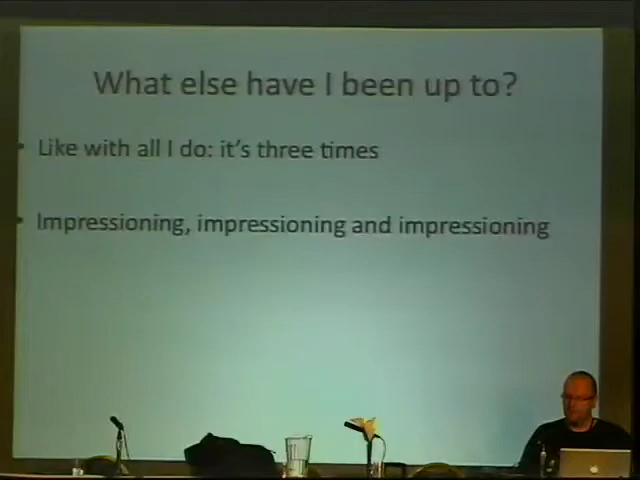 What else have I been up to?
Like with all I do: it's three times
Impressioning, impressioning and impressioning